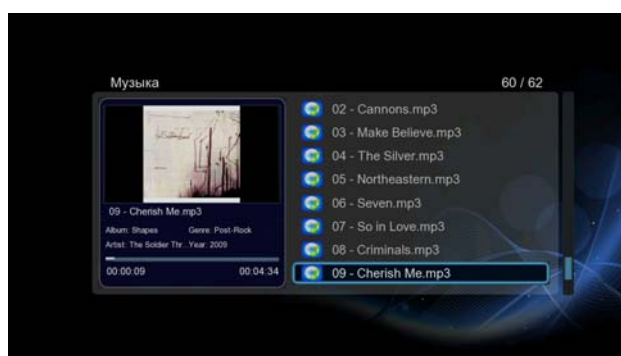 Музыка 60 / 62
09 - Cherish Me.mp3
Album: Shapes Genre: Post-Rock
Artist: The Soldier Thr... Year: 2009
00:00:09 00:04:34
02 - Cannons.mp3
03 - Make Believe.mp3
04 - The Silver.mp3
05 - Northeastern.mp3
06 - Seven.mp3
07 - So in Love.mp3
08 - Criminals.mp3
09 - Cherish Me.mp3